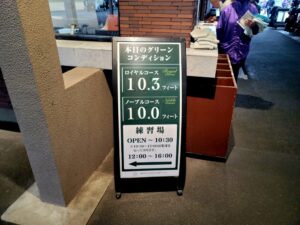 本日のグリーン
コンディション
ロイヤルコース
10.3フィート
ノーブルコース
10.0フィート
練習場
OPEN～10:30
12:00～16:00